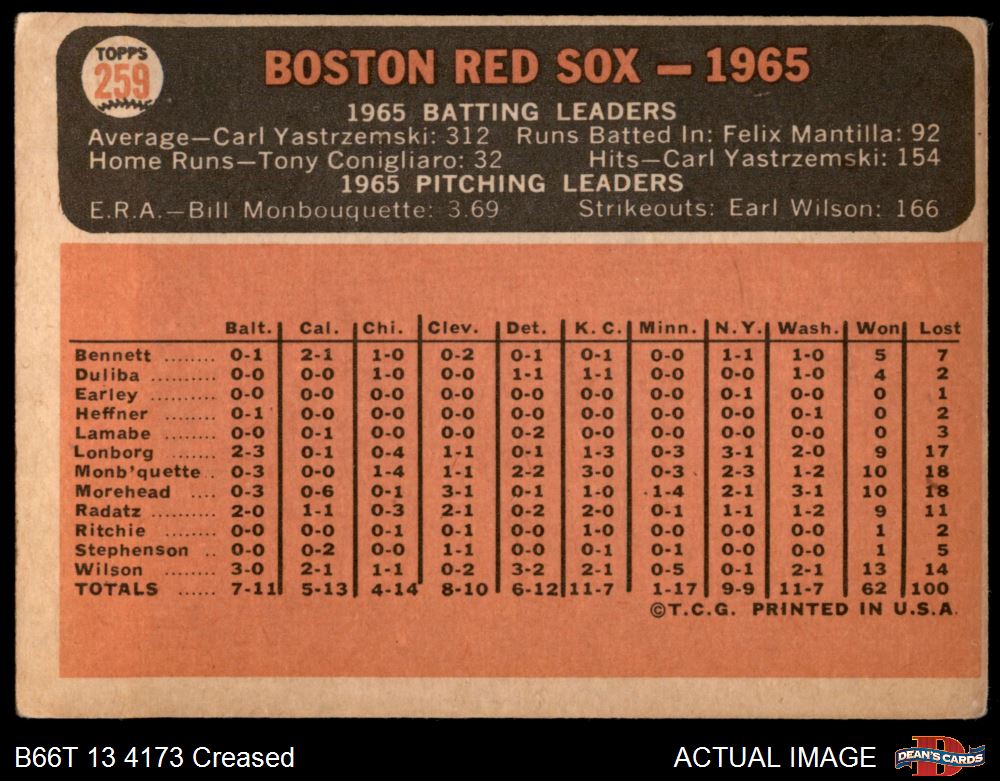 TOPPS
259
BOSTON RED SOX — 1965
1965 BATTING LEADERS
Average—Carl Yastrzemski: 312 Runs Batted In: Felix Mantilla: 92
Home Runs—Tony Conigliaro: 32 Hits—Carl Yastrzemski: 154
1965 PITCHING LEADERS
E.R.A.—Bill Monbouquette: 3.69 Strikeouts: Earl Wilson: 166
Balt. Cal. Chi. Clev. Det. K.C. Minn. N.Y. Wash. Won Lost
Bennett ........ 0-1 2-1 1-0 0-2 0-1 0-1 0-0 1-1 1-0 5 7
Duliba .......... 0-0 0-0 1-0 0-0 1-1 1-1 0-0 0-0 1-0 4 2
Earley .......... 0-0 0-0 0-0 0-0 0-0 0-0 0-0 0-1 0-0 0 1
Heffner ........ 0-1 0-0 0-0 0-0 0-0 0-0 0-0 0-0 0-1 0 2
Lamabe ........ 0-0 0-1 0-0 0-0 0-2 0-0 0-0 0-0 0-0 0 3
Lonborg ........ 2-3 0-1 0-4 1-1 0-1 1-3 0-3 3-1 2-0 9 17
Monb'quette .. 0-3 0-0 1-4 1-1 2-2 3-0 0-3 2-3 1-2 10 18
Morehead .... 0-3 0-6 0-1 3-1 0-1 1-0 1-4 2-1 3-1 10 18
Radatz .......... 2-0 1-1 0-3 2-1 0-2 2-0 0-1 1-1 1-2 9 11
Ritchie ........ 0-0 0-0 0-1 0-1 0-0 1-0 0-0 0-0 0-0 1 2
Stephenson .. 0-0 0-2 0-0 1-1 0-0 0-1 0-1 0-0 0-0 1 5
Wilson ........ 3-0 2-1 1-1 0-2 3-2 2-1 0-5 0-1 2-1 13 14
TOTALS ...... 7-11 5-13 4-14 8-10 6-12 11-7 1-17 9-9 11-7 62 100
©T.C.G. PRINTED IN U.S.A.
B66T 13 4173 Creased
ACTUAL IMAGE
DEAN'S CARDS